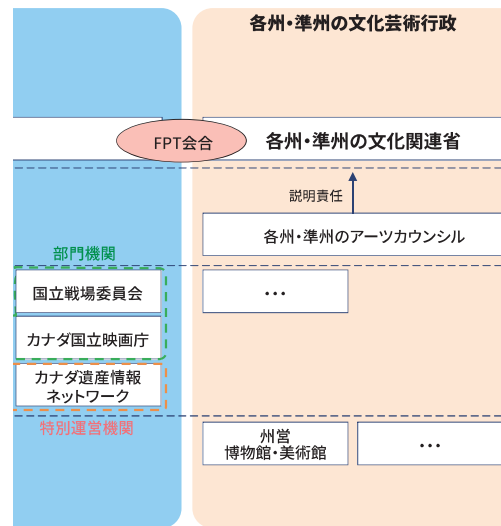 各州・準州の文化芸術行政
FPT会合
各州・準州の文化関連省
説明責任
各州・準州のアーツカウンシル
部門機関
国立戦場委員会
…
カナダ国立映画庁
カナダ遺産情報
ネットワーク
特別運営機関
州営
博物館・美術館
…